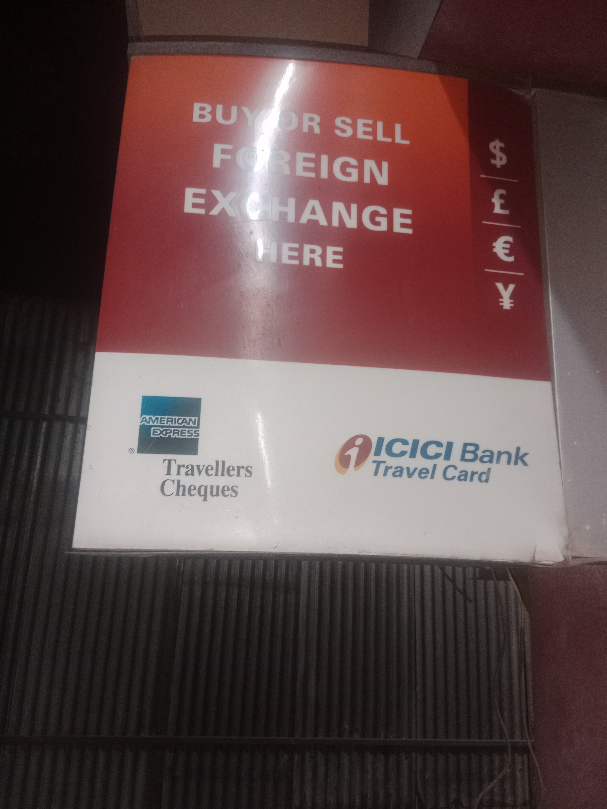 BUY OR SELL
FOREIGN
EXCHANGE
HERE
$
£
€
¥
AMERICAN
EXPRESS
®
Travellers
Cheques
ICICI Bank
Travel Card